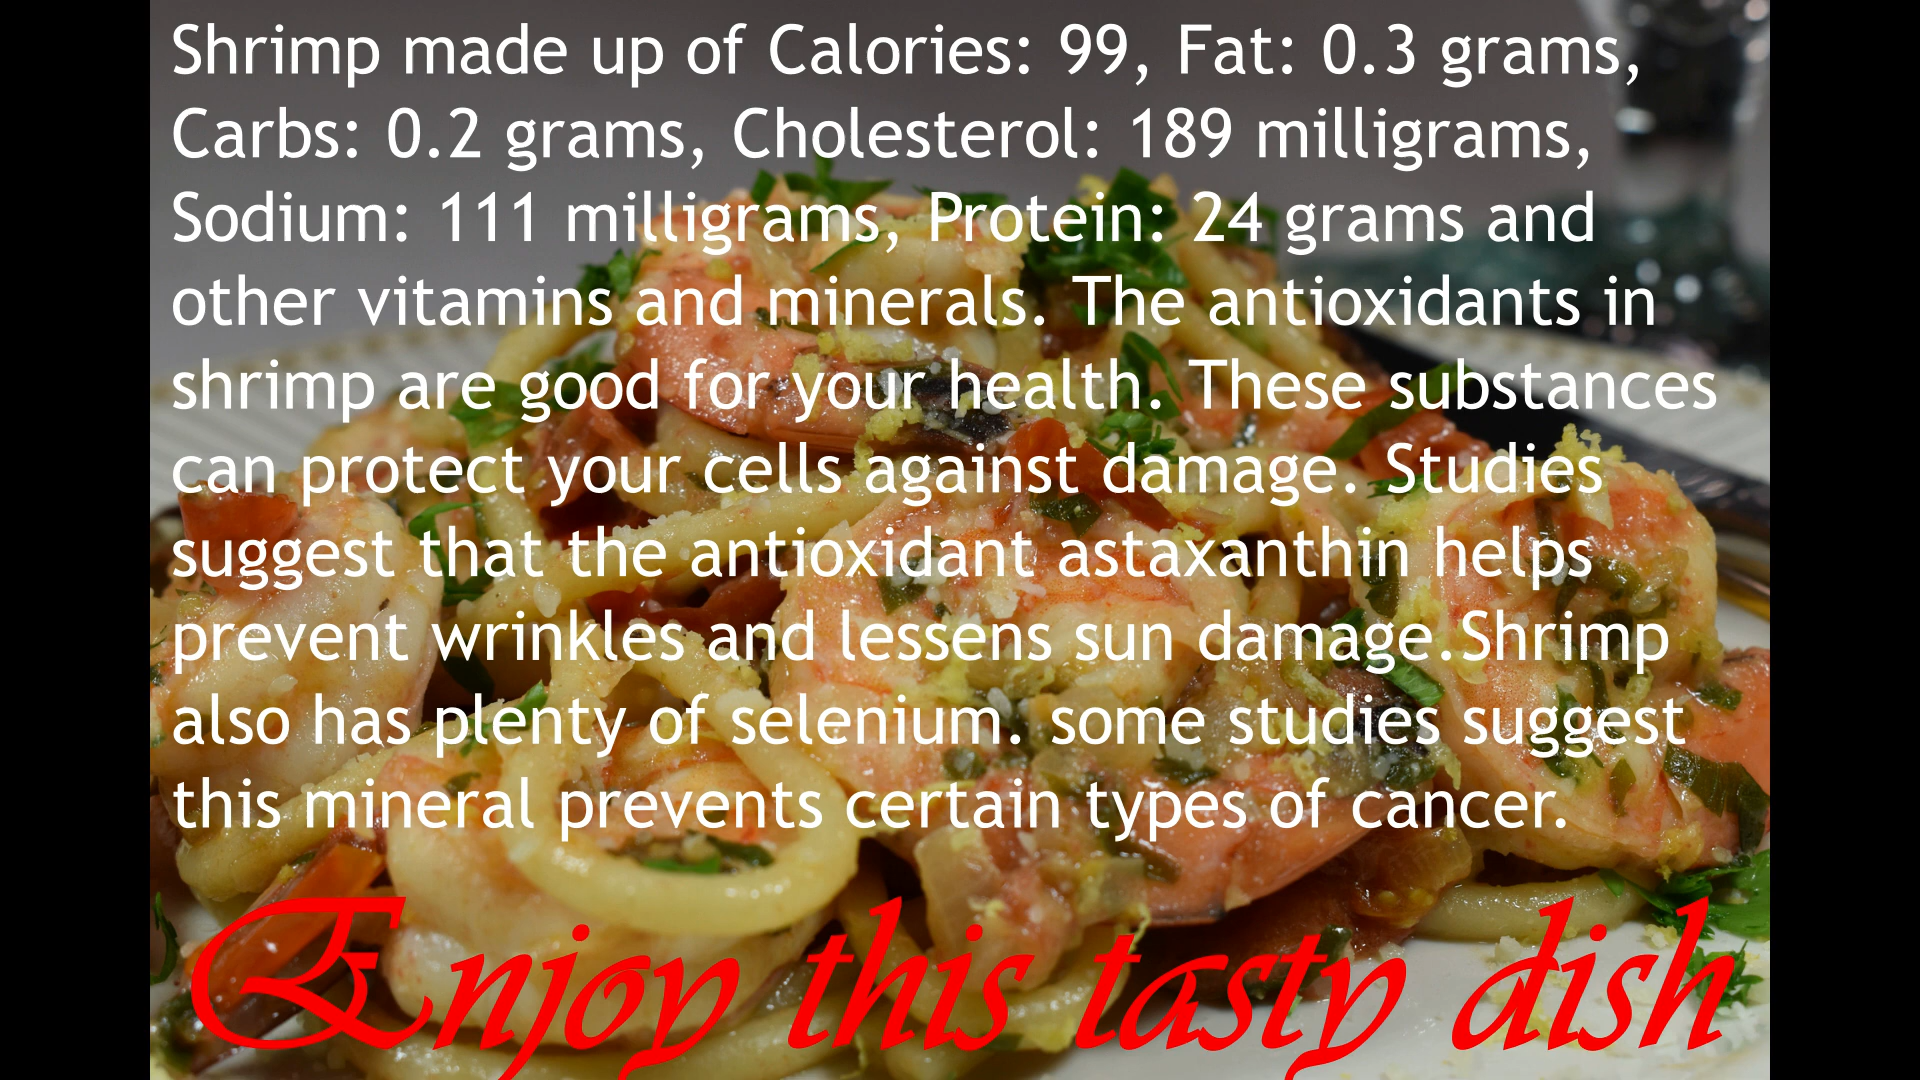 Shrimp made up of Calories: 99, Fat: 0.3 grams,
Carbs: 0.2 grams, Cholesterol: 189 milligrams,
Sodium: 111 milligrams, Protein: 24 grams and
other vitamins and minerals. The antioxidants in
shrimp are good for your health. These substances
can protect your cells against damage. Studies
suggest that the antioxidant astaxanthin helps
prevent wrinkles and lessens sun damage.Shrimp
also has plenty of selenium. some studies suggest
this mineral prevents certain types of cancer.
Enjoy this tasty dish